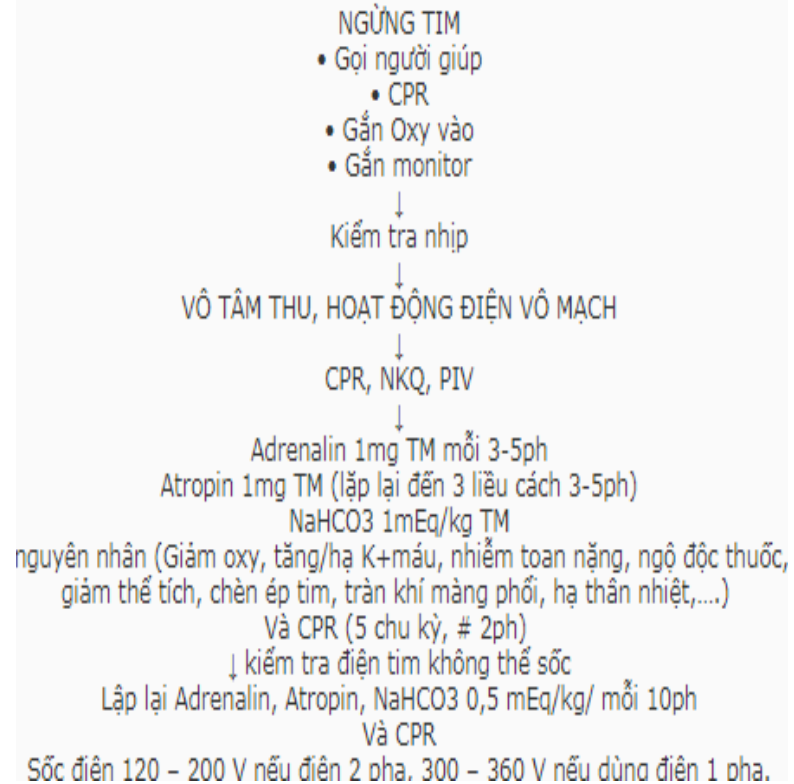 NGỪNG TIM
• Gọi người giúp
• CPR
• Gắn Oxy vào
• Gắn monitor
↓
Kiểm tra nhịp
↓
VÔ TÂM THU, HOẠT ĐỘNG ĐIỆN VÔ MẠCH
↓
CPR, NKQ, PIV
↓
Adrenalin 1mg TM mỗi 3-5ph
Atropin 1mg TM (lặp lại đến 3 liều cách 3-5ph)
NaHCO3 1mEq/kg TM
nguyên nhân (Giảm oxy, tăng/hạ K+máu, nhiễm toan nặng, ngộ độc thuốc,
giảm thể tích, chèn ép tim, tràn khí màng phổi, hạ thân nhiệt,....)
Và CPR (5 chu kỳ, # 2ph)
↓ kiểm tra điện tim không thể sốc
Lập lại Adrenalin, Atropin, NaHCO3 0,5 mEq/kg/ mỗi 10ph
Và CPR
Sốc điện 120 – 200 V nếu điện 2 pha, 300 – 360 V nếu dùng điện 1 pha.